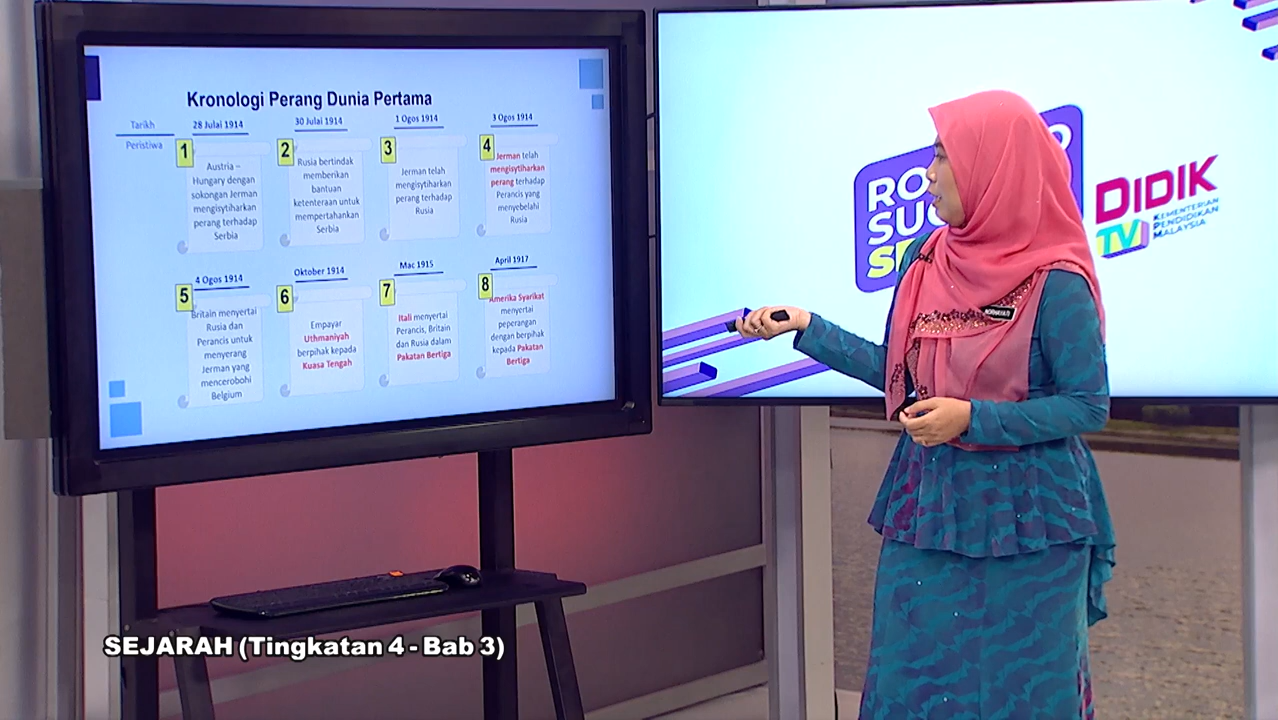 Kronologi Perang Dunia Pertama
Tarikh
28 Julai 1914
30 Julai 1914
1 Ogos 1914
3 Ogos 1914
Peristiwa
1
Austria –
Hungary dengan
sokongan Jerman
mengisytiharkan
perang terhadap
Serbia
2
Rusia bertindak
memberikan
bantuan
ketenteraan untuk
mempertahankan
Serbia
3
Jerman telah
mengisytiharkan
perang terhadap
Rusia
4
Jerman telah
mengisytiharkan
perang terhadap
Perancis yang
menyebelahi
Rusia
4 Ogos 1914
Oktober 1914
Mac 1915
April 1917
5
Britain menyertai
Rusia dan
Perancis untuk
menyerang
Jerman yang
mencerobohi
Belgium
6
Empayar
Uthmaniyah
berpihak kepada
Kuasa Tengah
7
Itali menyertai
Perancis, Britain
dan Rusia dalam
Pakatan Bertiga
8
Amerika Syarikat
menyertai
peperangan
dengan berpihak
kepada Pakatan
Bertiga
DIDIK
TV
KEMENTERIAN
PENDIDIKAN
MALAYSIA
NORHAYATI
SEJARAH (Tingkatan 4 - Bab 3)